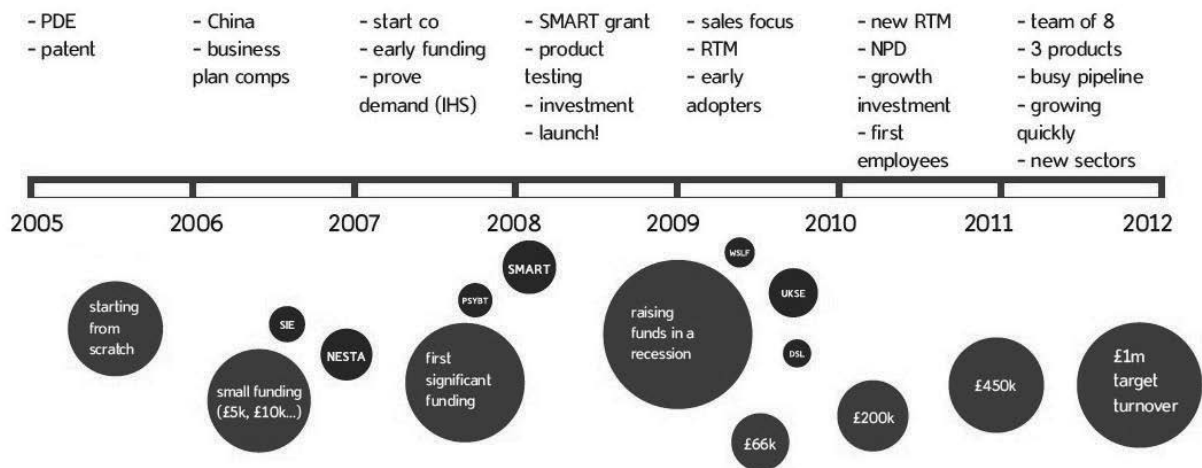 - PDE
- patent
- China
- business
plan comps
- start co
- early funding
- prove
demand (IHS)
- SMART grant
- product
testing
- investment
- launch!
- sales focus
- RTM
- early
adopters
- new RTM
- NPD
- growth
investment
- first
employees
- team of 8
- 3 products
- busy pipeline
- growing
quickly
- new sectors
2005 2006 2007 2008 2009 2010 2011 2012
starting
from
scratch
SIE
NESTA
small funding
(£5k, £10k...)
PSYBT
SMART
first
significant
funding
raising
funds in a
recession
WSLF
UKSE
DSL
£66k
£200k
£450k
£1m
target
turnover